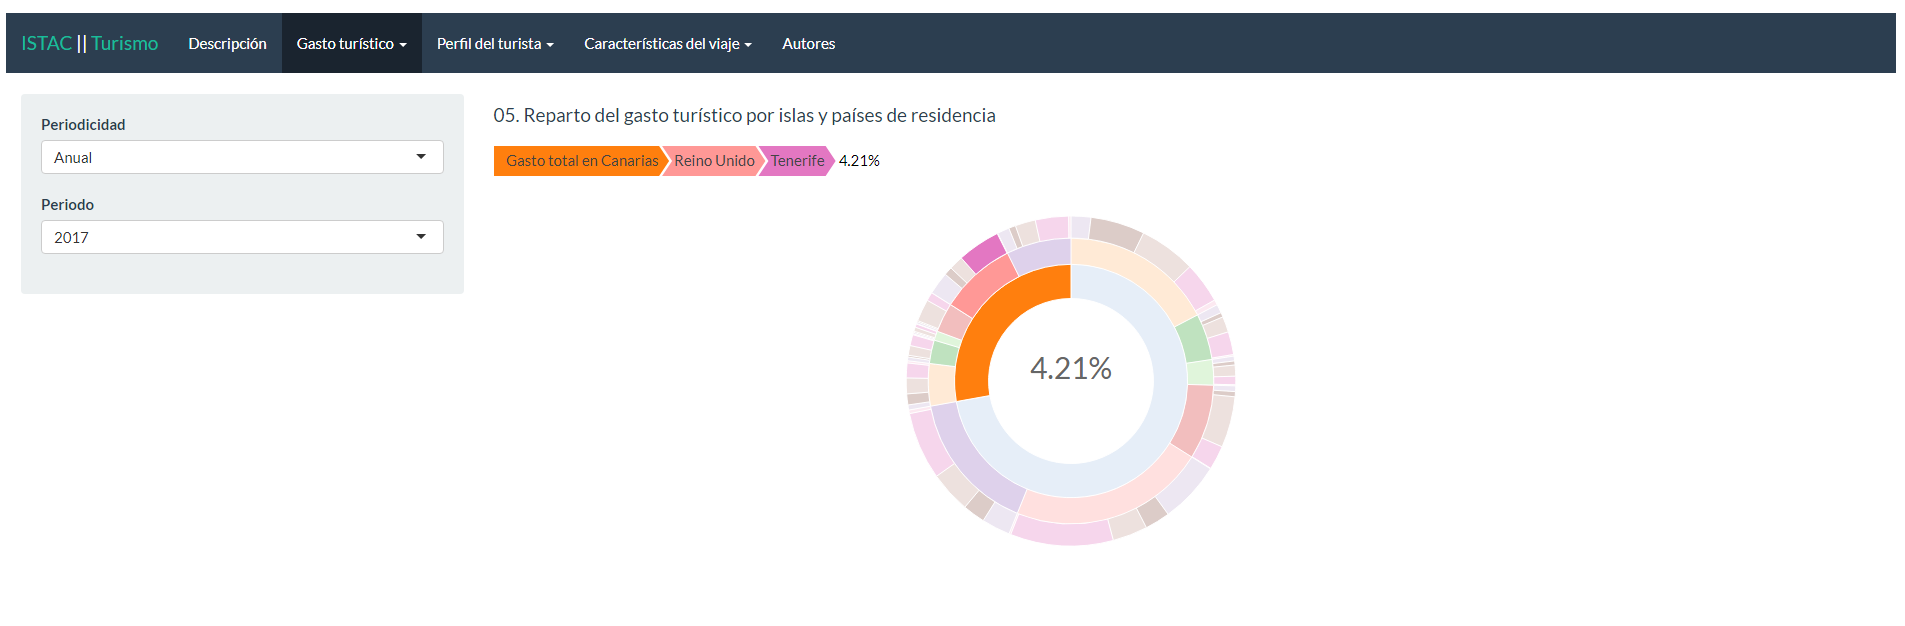 ISTAC || Turismo Descripción Gasto turístico Perfil del turista Características del viaje Autores
Periodicidad
Anual
Periodo
2017
05. Reparto del gasto turístico por islas y países de residencia
Gasto total en Canarias Reino Unido Tenerife 4.21%
4.21%